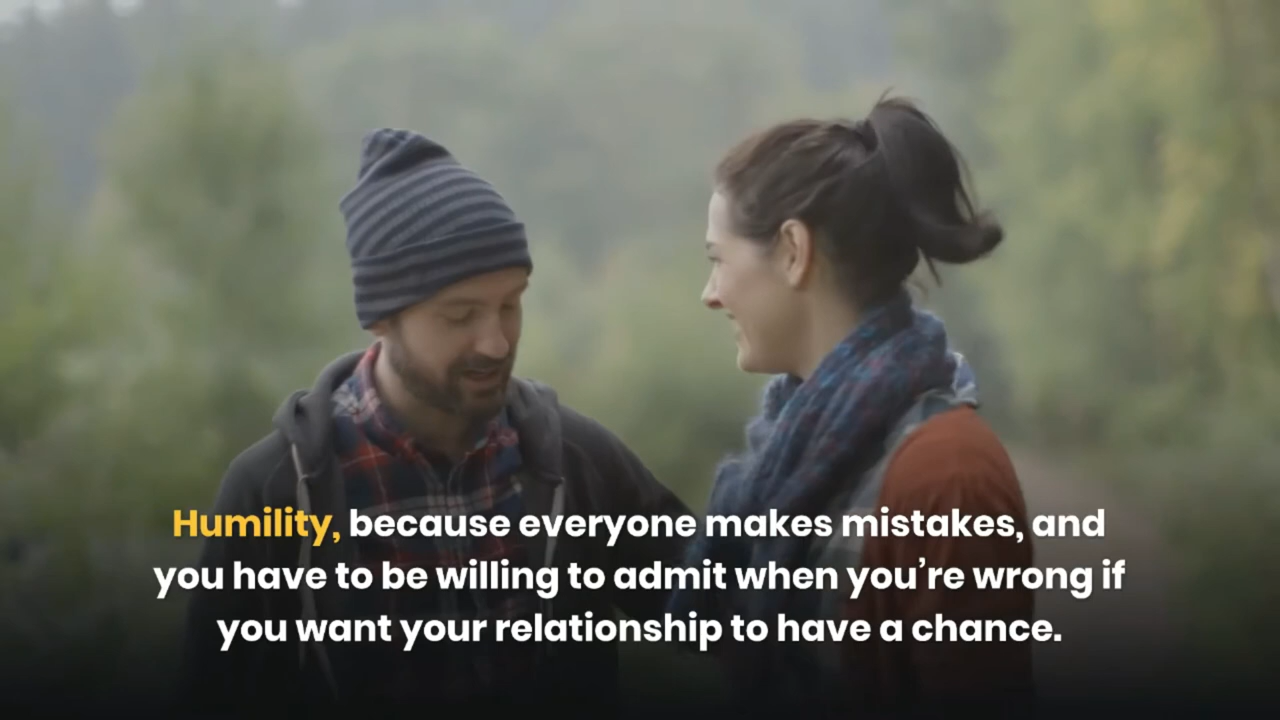 Humility, because everyone makes mistakes, and
you have to be willing to admit when you’re wrong if
you want your relationship to have a chance.